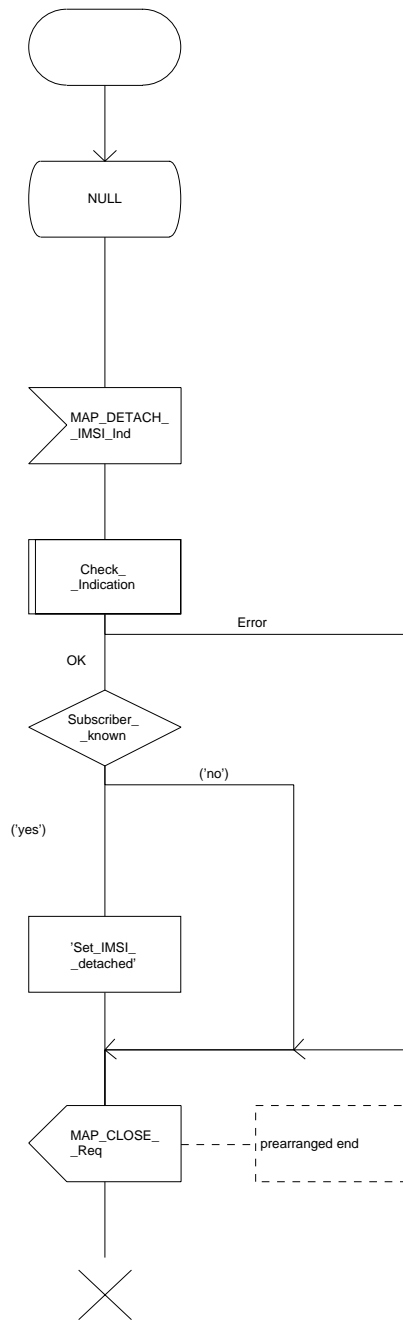 NULL
MAP_DETACH_
_IMSI_Ind
Check_
_Indication
Error
OK
Subscriber_
_known
('no')
('yes')
'Set_IMSI_
_detached'
MAP_CLOSE_
_Req
prearranged end